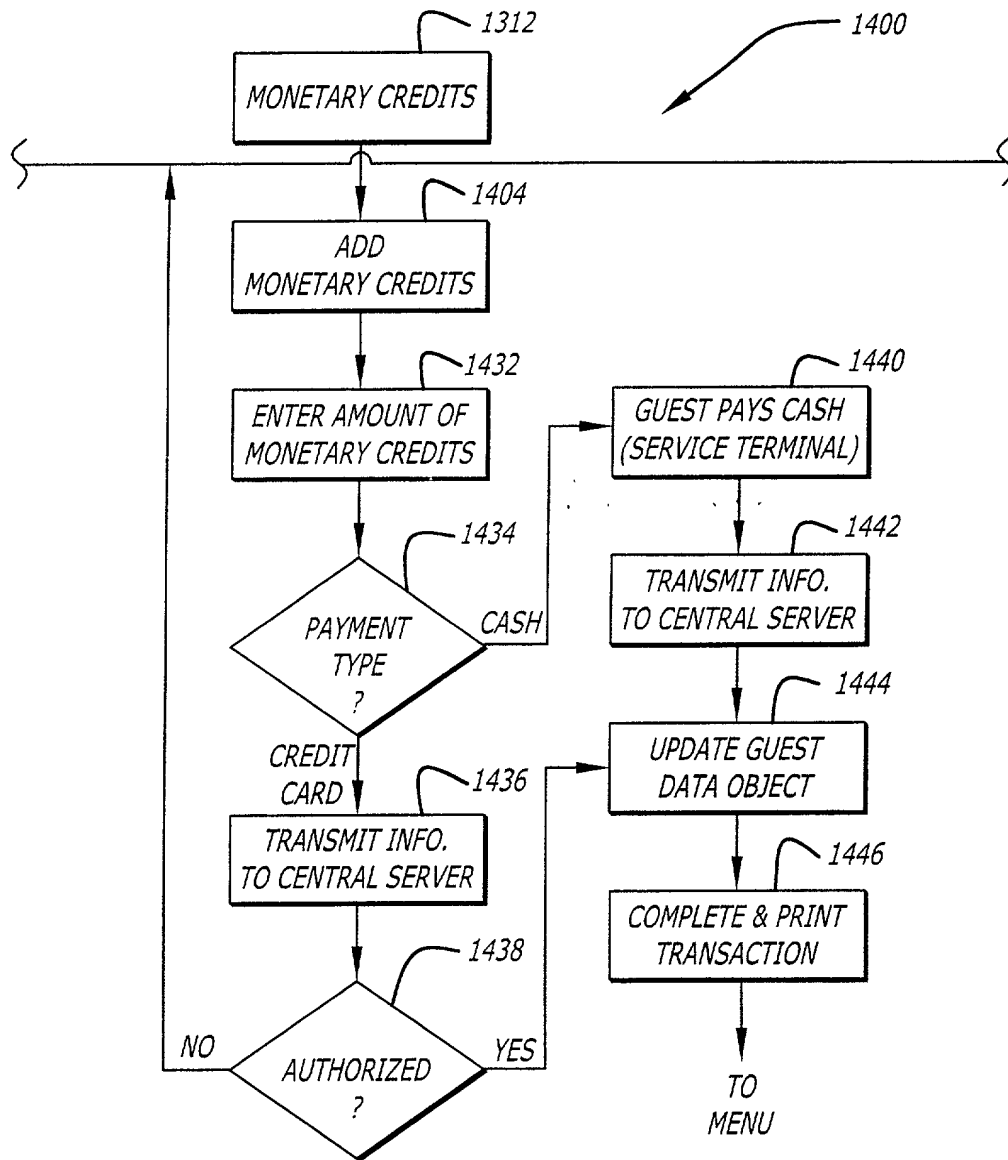 1312
1400
MONETARY CREDITS
1404
ADD
MONETARY CREDITS
1432
ENTER AMOUNT OF
MONETARY CREDITS
1440
GUEST PAYS CASH
(SERVICE TERMINAL)
1434
PAYMENT
TYPE
?
CASH
1442
TRANSMIT INFO.
TO CENTRAL SERVER
CREDIT
CARD
1436
TRANSMIT INFO.
TO CENTRAL SERVER
1444
UPDATE GUEST
DATA OBJECT
1438
AUTHORIZED
?
NO
YES
1446
COMPLETE & PRINT
TRANSACTION
TO
MENU